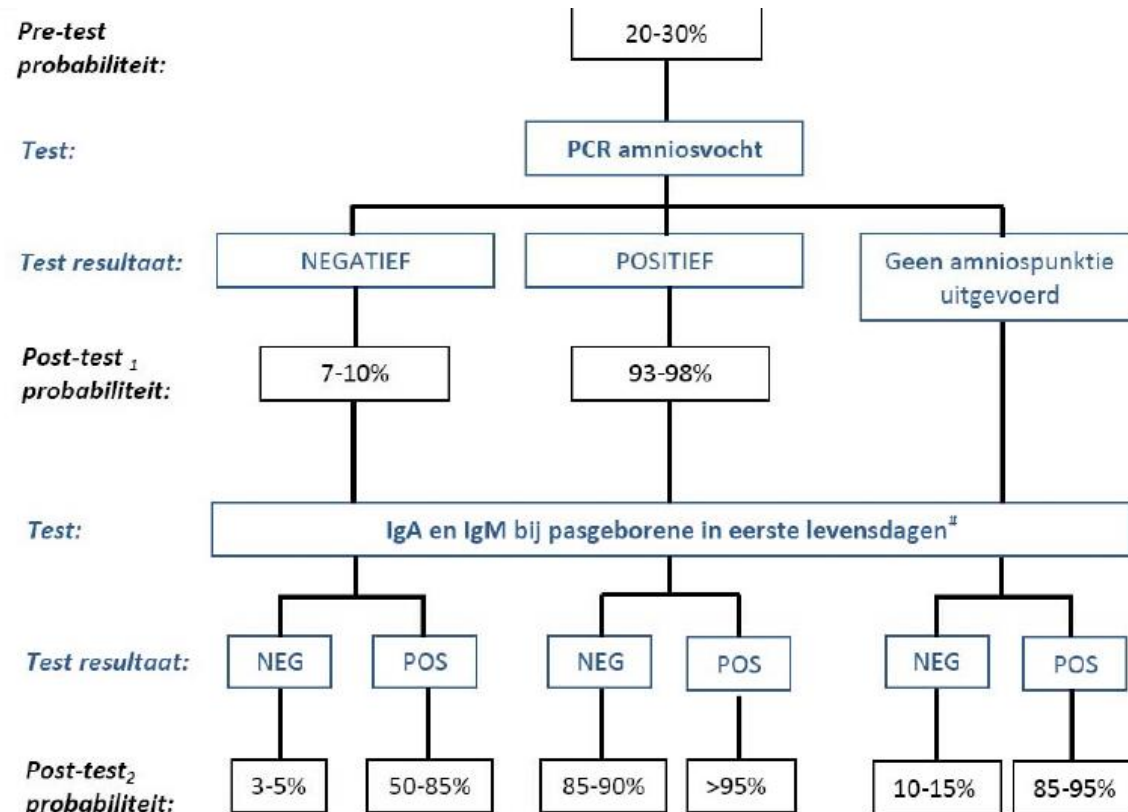 Pre-test
probabiliteit:
20-30%
Test:
PCR amniosvocht
Test resultaat:
NEGATIEF
POSITIEF
Geen amniospunktie
uitgevoerd
Post-test 1
probabiliteit:
7-10%
93-98%
Test:
IgA en IgM bij pasgeborene in eerste levensdagen#
Test resultaat:
NEG
POS
NEG
POS
NEG
POS
Post-test2
probabiliteit:
3-5%
50-85%
85-90%
>95%
10-15%
85-95%